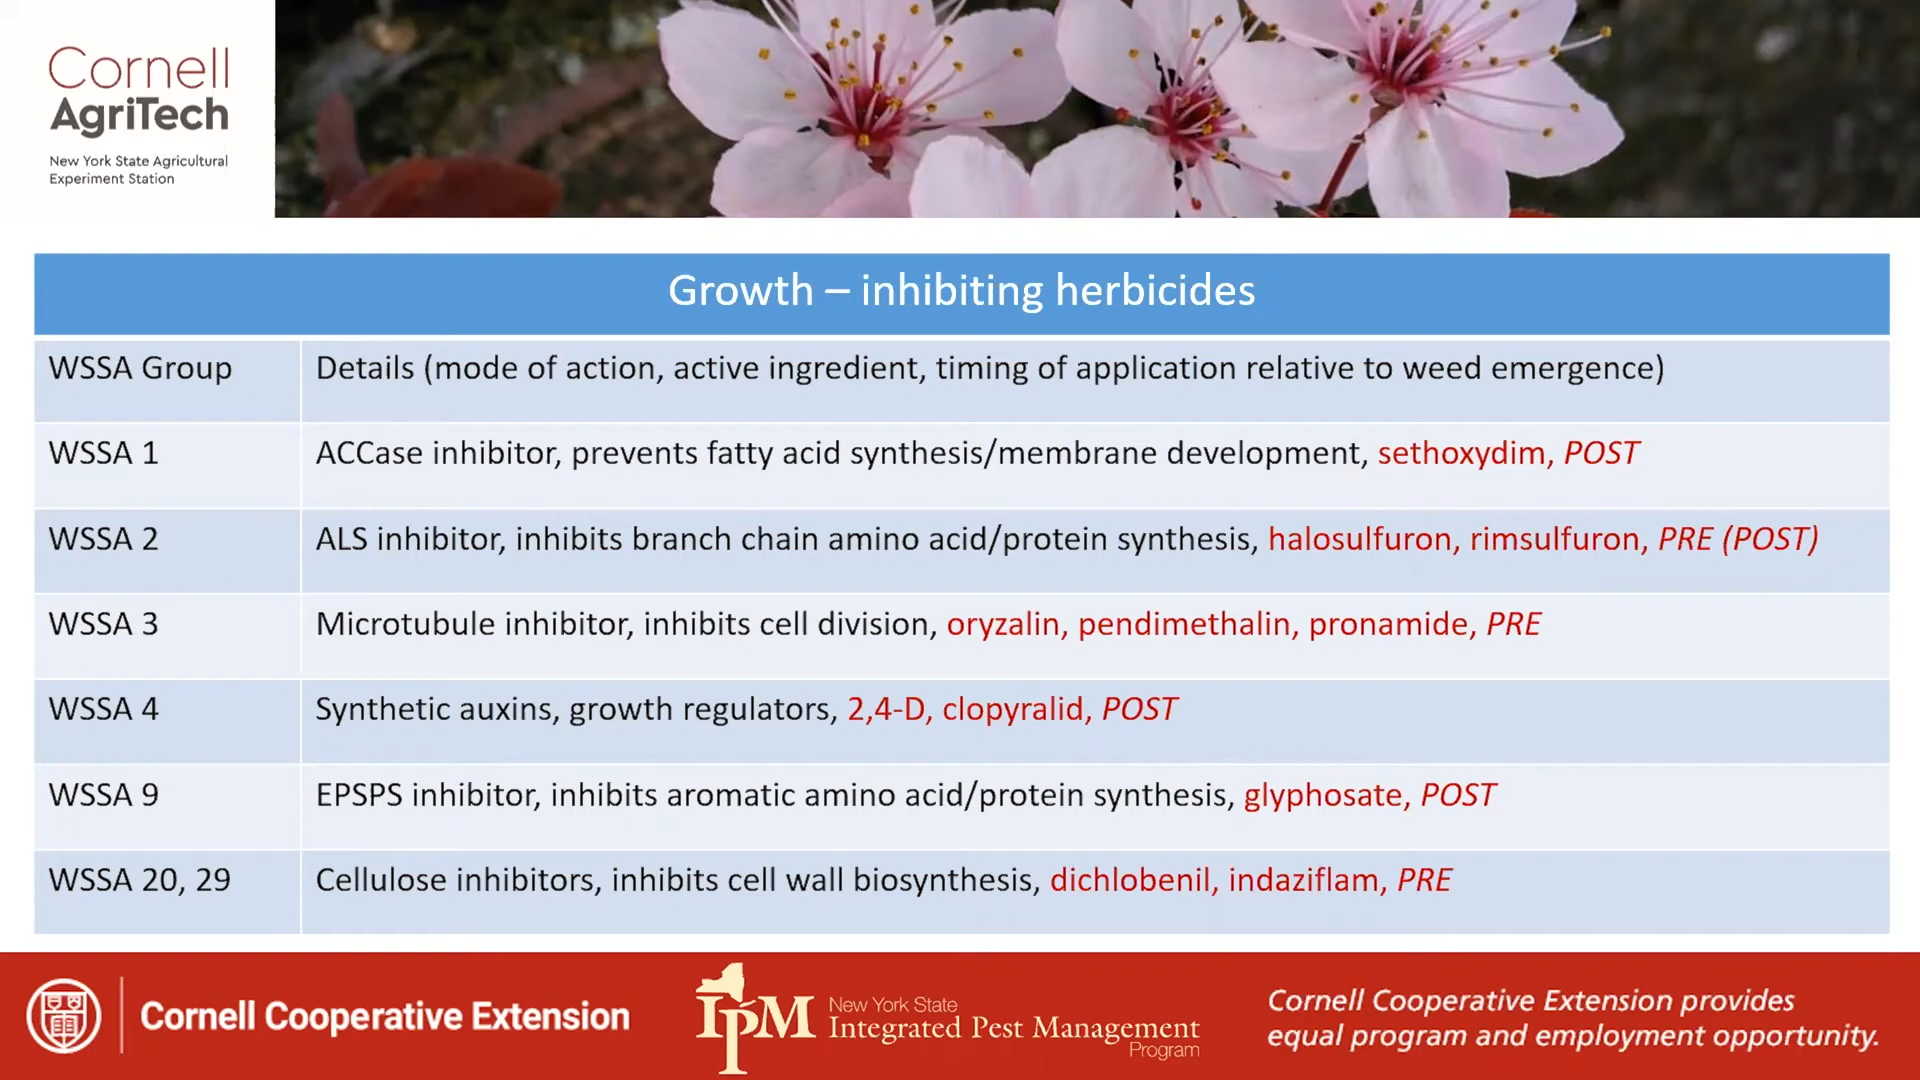 Cornell
AgriTech
New York State Agricultural
Experiment Station
Growth – inhibiting herbicides
WSSA Group
Details (mode of action, active ingredient, timing of application relative to weed emergence)
WSSA 1
ACCase inhibitor, prevents fatty acid synthesis/membrane development, sethoxydim, POST
WSSA 2
ALS inhibitor, inhibits branch chain amino acid/protein synthesis, halosulfuron, rimsulfuron, PRE (POST)
WSSA 3
Microtubule inhibitor, inhibits cell division, oryzalin, pendimethalin, pronamide, PRE
WSSA 4
Synthetic auxins, growth regulators, 2,4-D, clopyralid, POST
WSSA 9
EPSPS inhibitor, inhibits aromatic amino acid/protein synthesis, glyphosate, POST
WSSA 20, 29
Cellulose inhibitors, inhibits cell wall biosynthesis, dichlobenil, indaziflam, PRE
Cornell Cooperative Extension
IPM
New York State
Integrated Pest Management
Program
Cornell Cooperative Extension provides
equal program and employment opportunity.